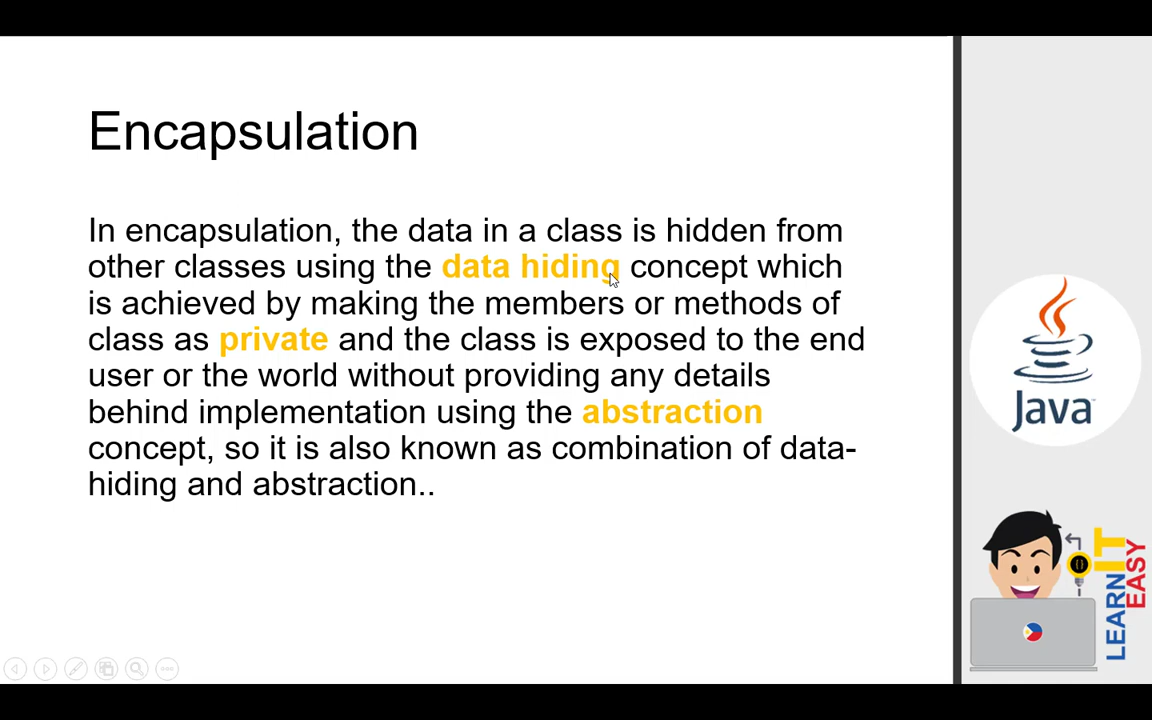 Encapsulation
In encapsulation, the data in a class is hidden from
other classes using the data hiding concept which
is achieved by making the members or methods of
class as private and the class is exposed to the end
user or the world without providing any details
behind implementation using the abstraction
concept, so it is also known as combination of data-
hiding and abstraction..
Java
LEARN IT
EASY